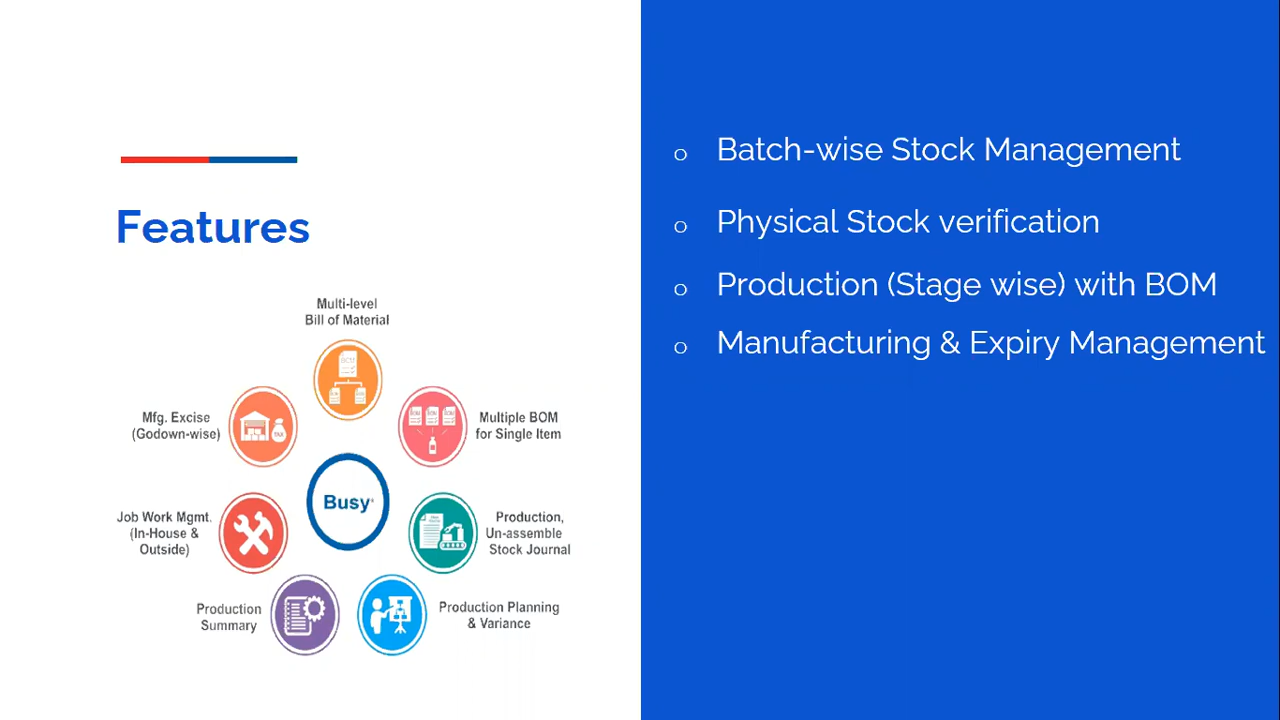 Features
Multi-level
Bill of Material
Mfg. Excise
(Godown-wise)
Multiple BOM
for Single Item
Busy
Job Work Mgmt.
(In-House &
Outside)
Production,
Un-assemble
Stock Journal
Production
Summary
Production Planning
& Variance
o Batch-wise Stock Management
o Physical Stock verification
o Production (Stage wise) with BOM
o Manufacturing & Expiry Management